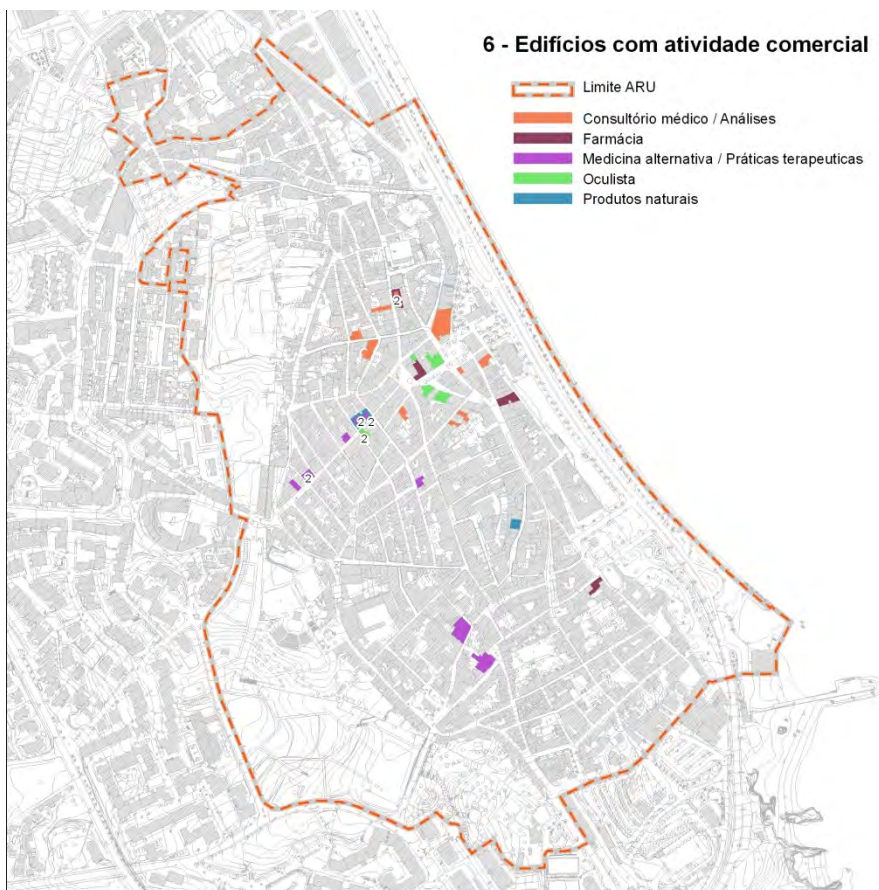 6 - Edifícios com atividade comercial
Limite ARU
Consultório médico / Análises
Farmácia
Medicina alternativa / Práticas terapeuticas
Oculista
Produtos naturais
2
2 2
2
2